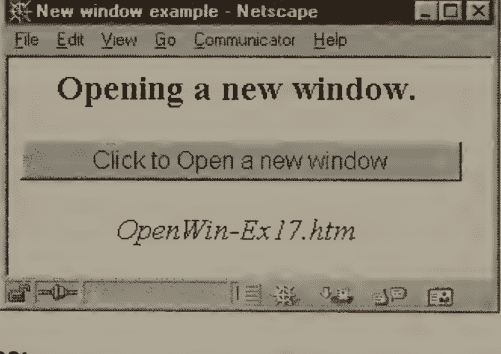 New window example - Netscape
File Edit View Go Communicator Help
Opening a new window.
Click to Open a new window
OpenWin-Ex17.htm